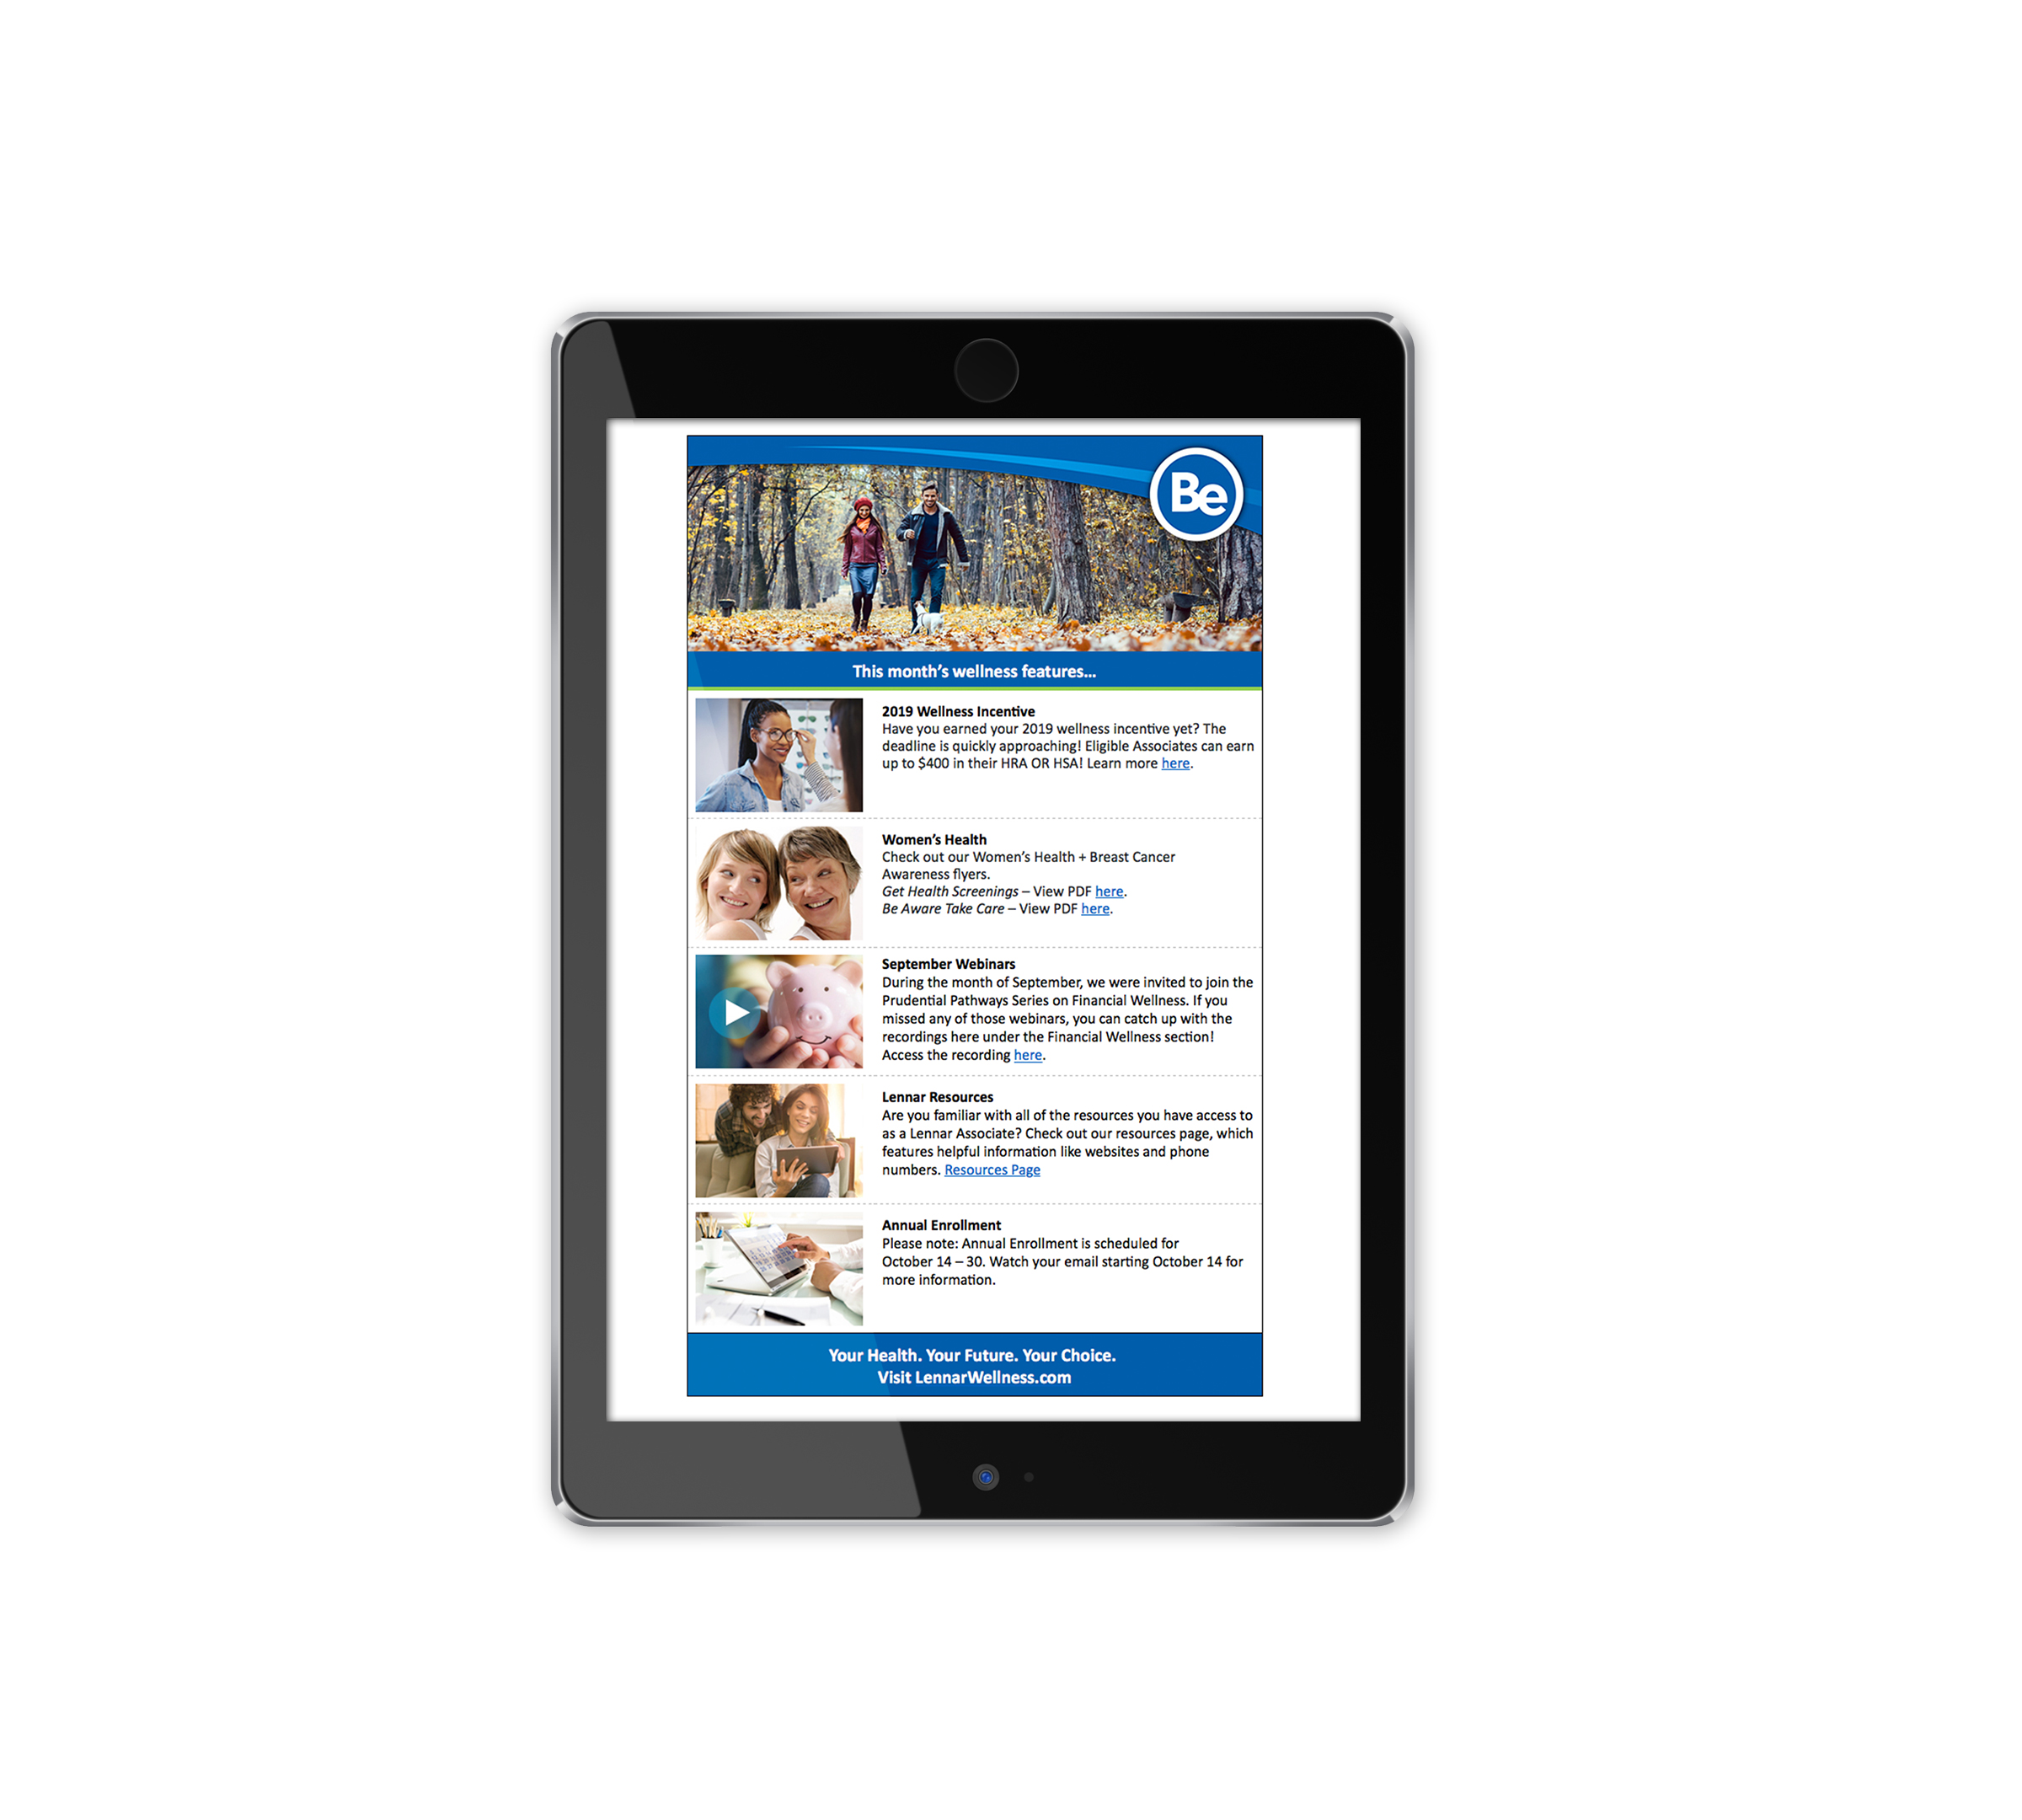 Be
This month's wellness features...
2019 Wellness Incentive
Have you earned your 2019 wellness incentive yet? The
deadline is quickly approaching! Eligible Associates can earn
up to $400 in their HRA OR HSA! Learn more here.
Women's Health
Check out our Women's Health + Breast Cancer
Awareness flyers.
Get Health Screenings – View PDF here.
Be Aware Take Care – View PDF here.
September Webinars
During the month of September, we were invited to join the
Prudential Pathways Series on Financial Wellness. If you
missed any of those webinars, you can catch up with the
recordings here under the Financial Wellness section!
Access the recording here.
Lennar Resources
Are you familiar with all of the resources you have access to
as a Lennar Associate? Check out our resources page, which
features helpful information like websites and phone
numbers. Resources Page
Annual Enrollment
Please note: Annual Enrollment is scheduled for
October 14 – 30. Watch your email starting October 14 for
more information.
Your Health. Your Future. Your Choice.
Visit LennarWellness.com